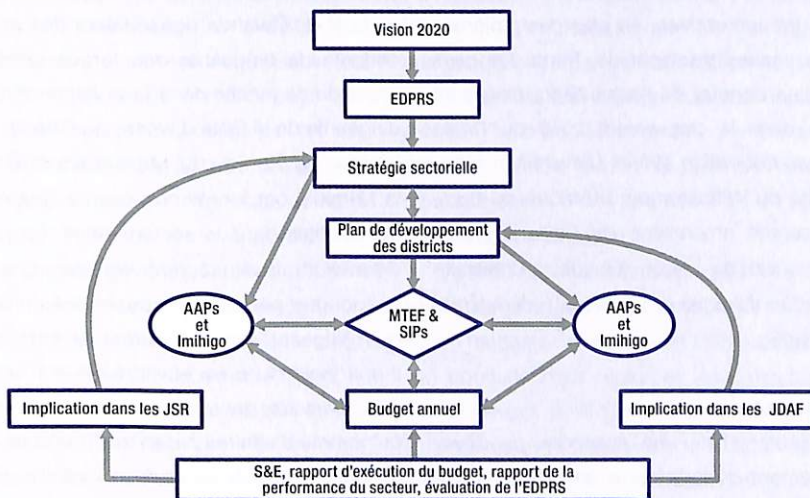 Vision 2020
EDPRS
Stratégie sectorielle
Plan de développement
des districts
AAPs
et
Imihigo
MTEF &
SIPs
AAPs
et
Imihigo
Implication dans les JSR
Budget annuel
Implication dans les JDAF
S&E, rapport d'exécution du budget, rapport de la
performance du secteur, évaluation de l'EDPRS